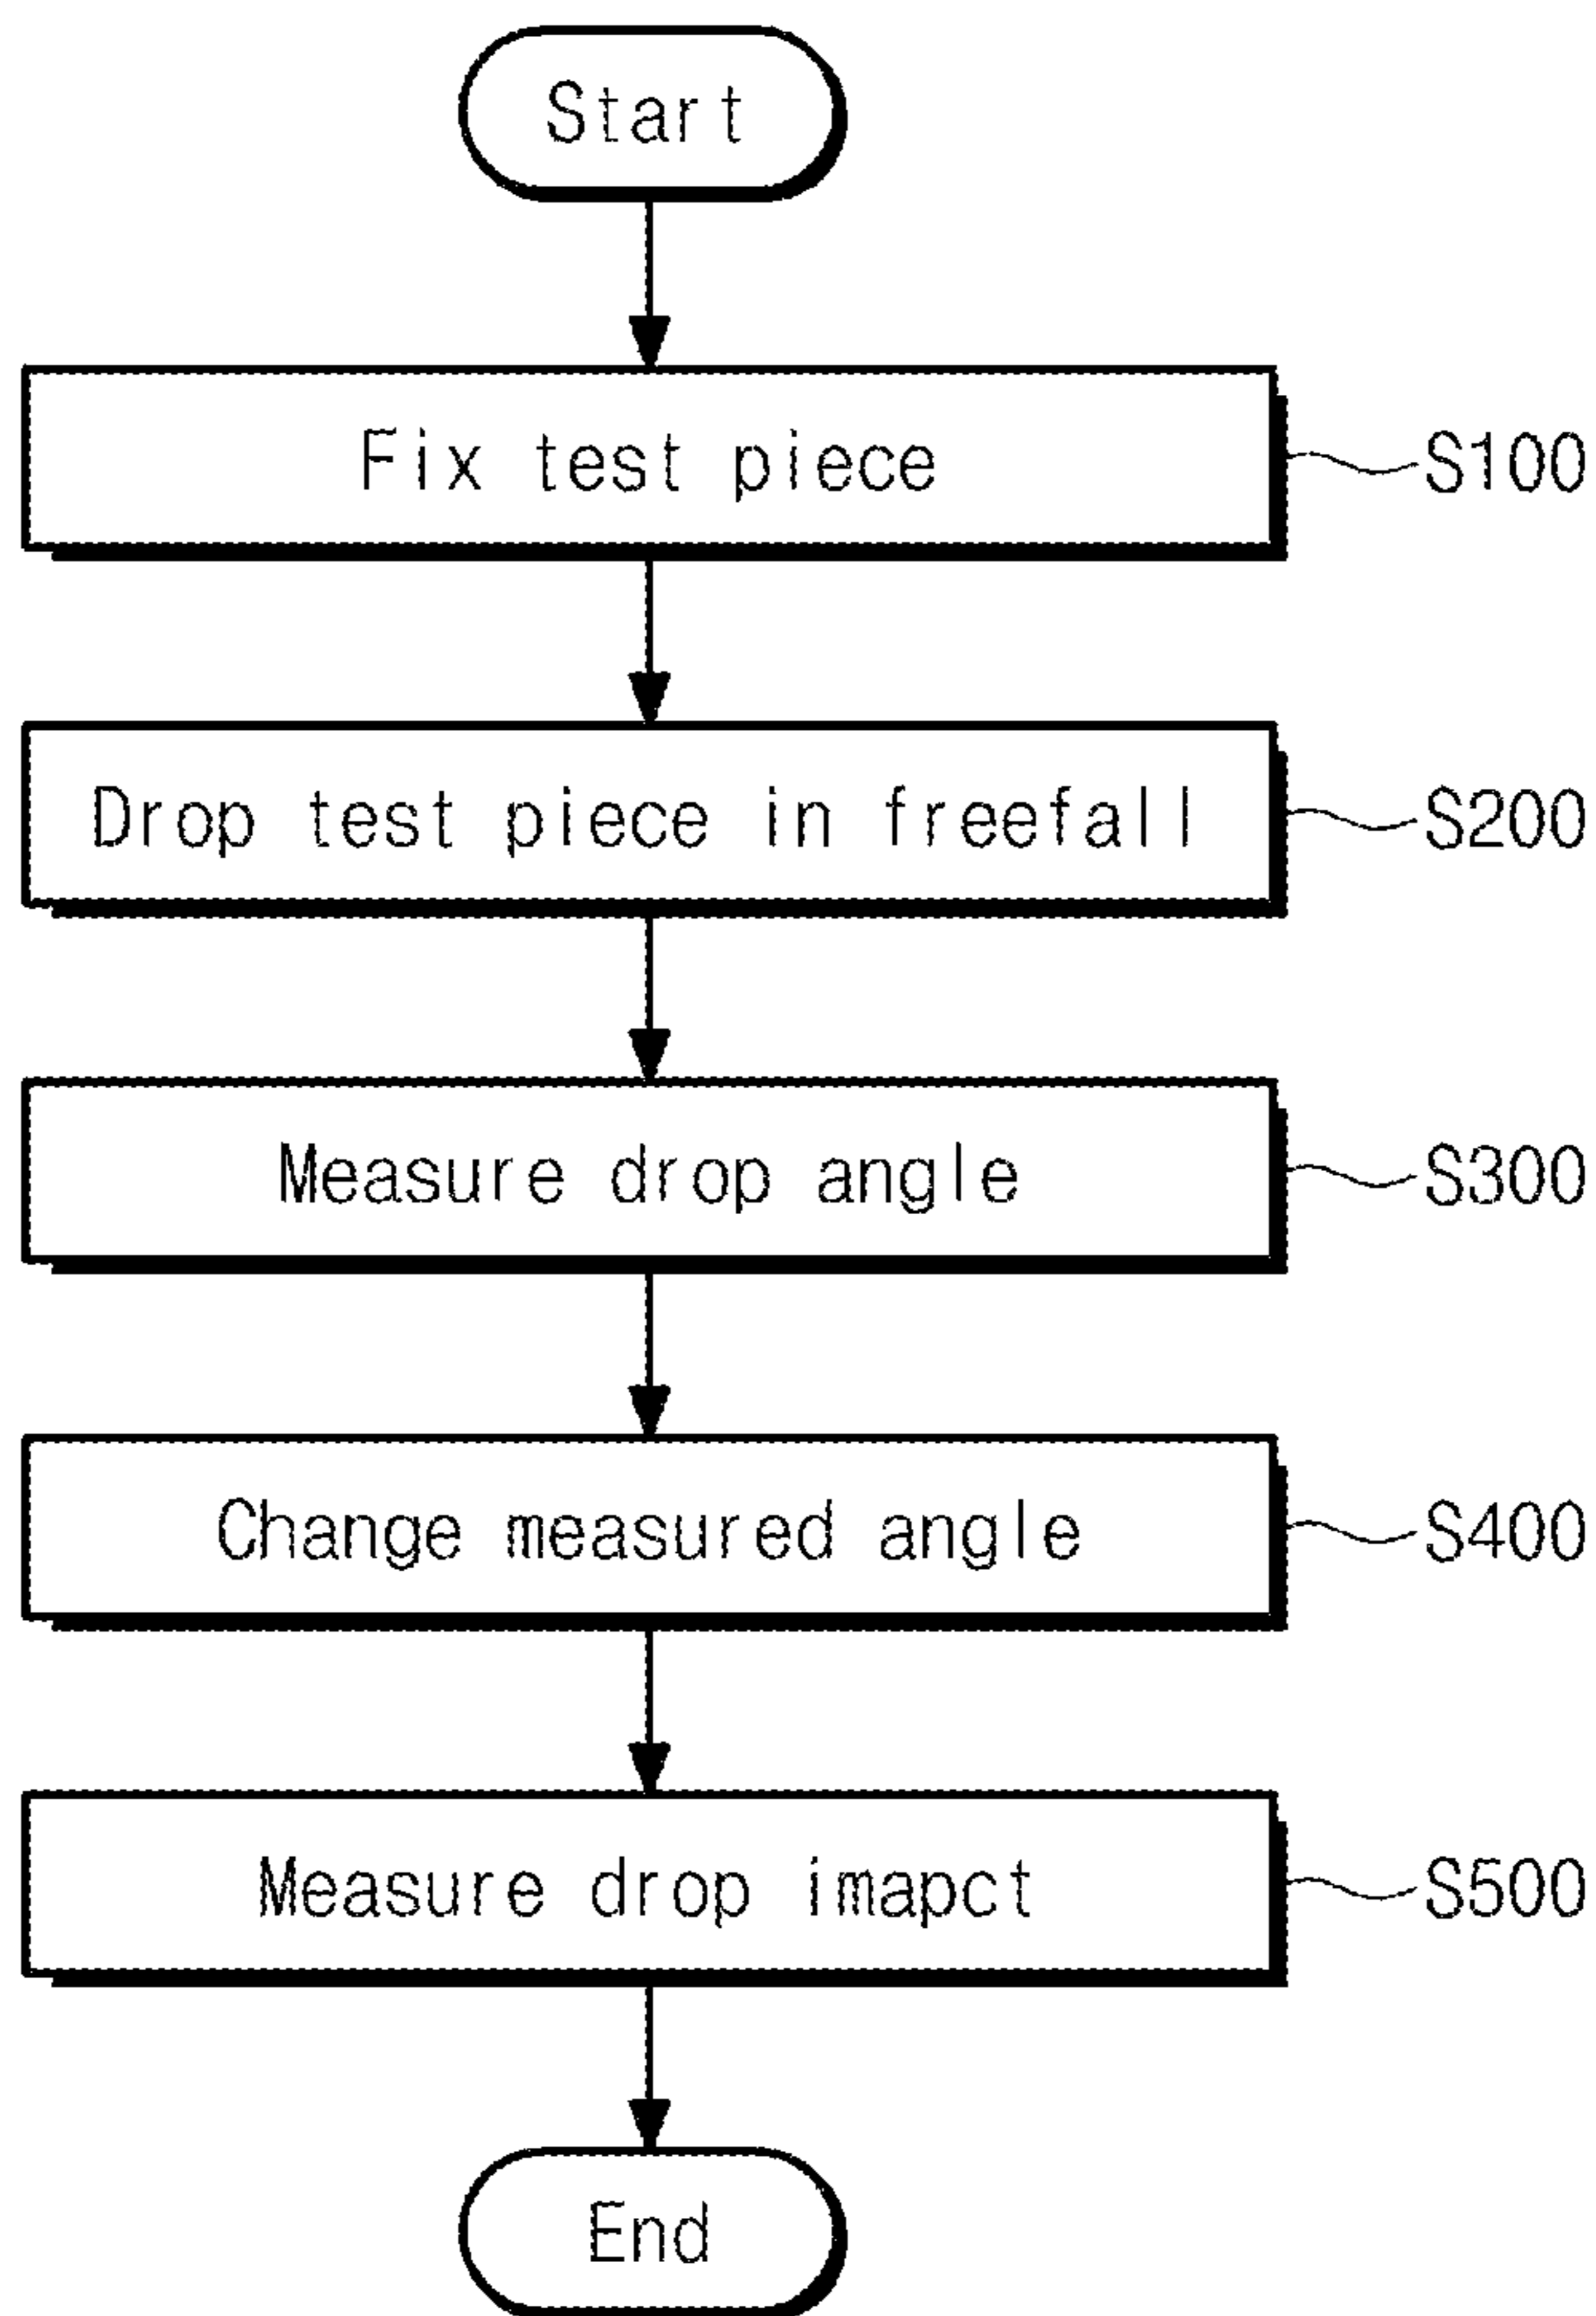 Start
Fix test piece
S100
Drop test piece in freefall
S200
Measure drop angle
S300
Change measured angle
S400
Measure drop imapct
S500
End